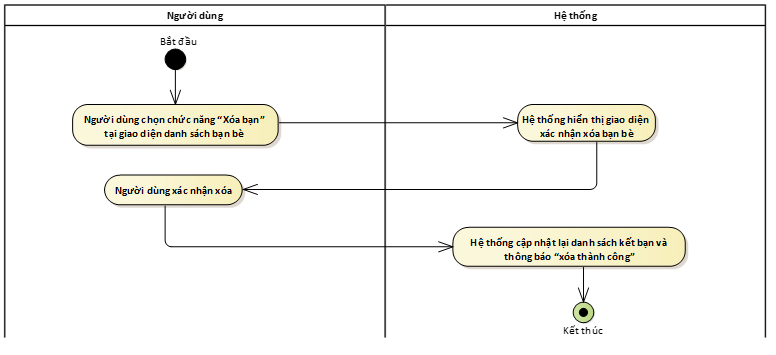 Người dùng
Hệ thống
Bắt đầu
Người dùng chọn chức năng “Xóa bạn”
tại giao diện danh sách bạn bè
Hệ thống hiển thị giao diện
xác nhận xóa bạn bè
Người dùng xác nhận xóa
Hệ thống cập nhật lại danh sách kết bạn và
thông báo “xóa thành công”
Kết thúc